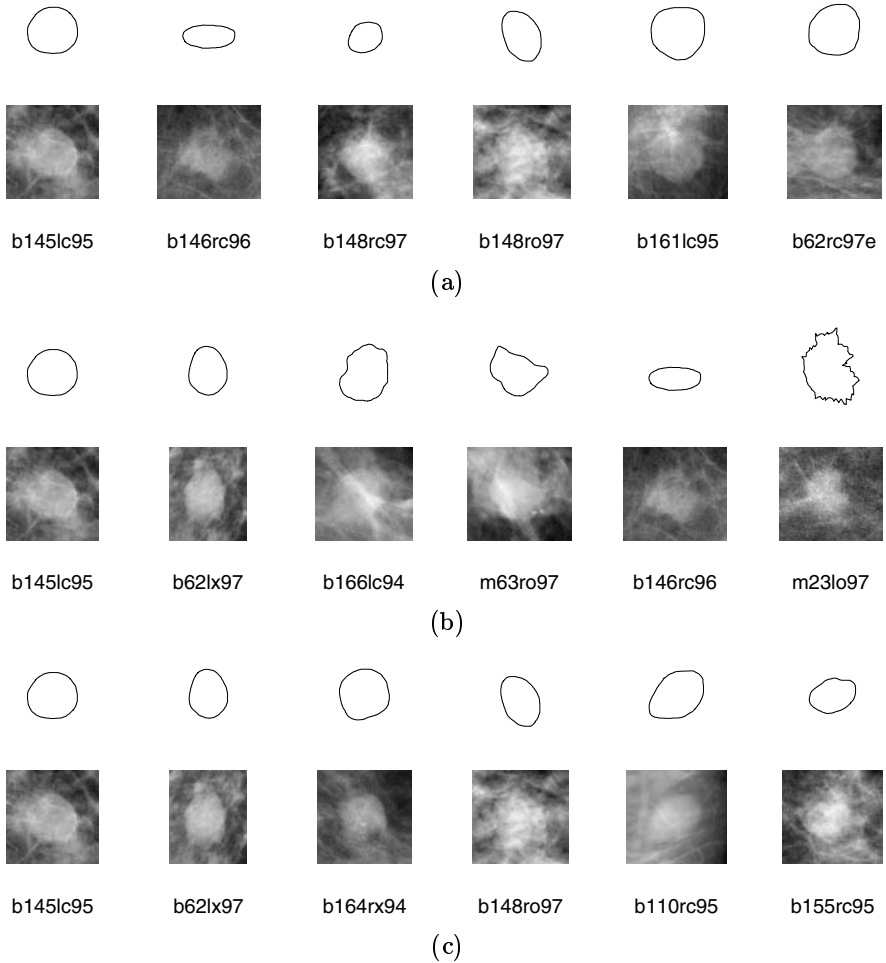 b145lc95 b146rc96 b148rc97 b148ro97 b161lc95 b62rc97e
(a)
b145lc95 b62lx97 b166lc94 m63ro97 b146rc96 m23lo97
(b)
b145lc95 b62lx97 b164rx94 b148ro97 b110rc95 b155rc95
(c)